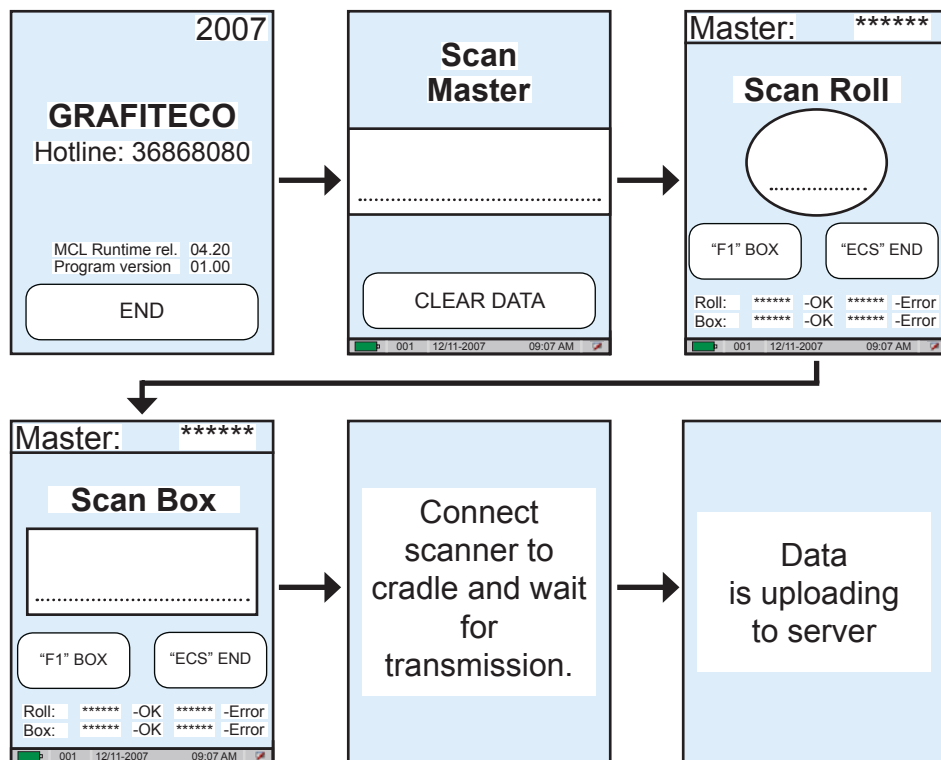 2007
GRAFITECO
Hotline: 36868080
MCL Runtime rel. 04.20
Program version 01.00
END
Scan
Master
CLEAR DATA
001 12/11-2007 09:07 AM
Master: ******
Scan Roll
“F1” BOX “ECS” END
Roll: ****** -OK ****** -Error
Box: ****** -OK ****** -Error
001 12/11-2007 09:07 AM
Master: ******
Scan Box
“F1” BOX “ECS” END
Roll: ****** -OK ****** -Error
Box: ****** -OK ****** -Error
001 12/11-2007 09:07 AM
Connect
scanner to
cradle and wait
for
transmission.
Data
is uploading
to server